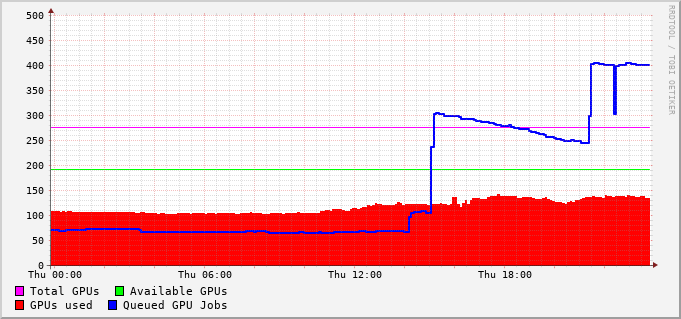 RRDTOOL / TOBI OETIKER
500
450
400
350
300
250
200
150
100
50
0
Thu 00:00 Thu 06:00 Thu 12:00 Thu 18:00
Total GPUs Available GPUs
GPUs used Queued GPU Jobs